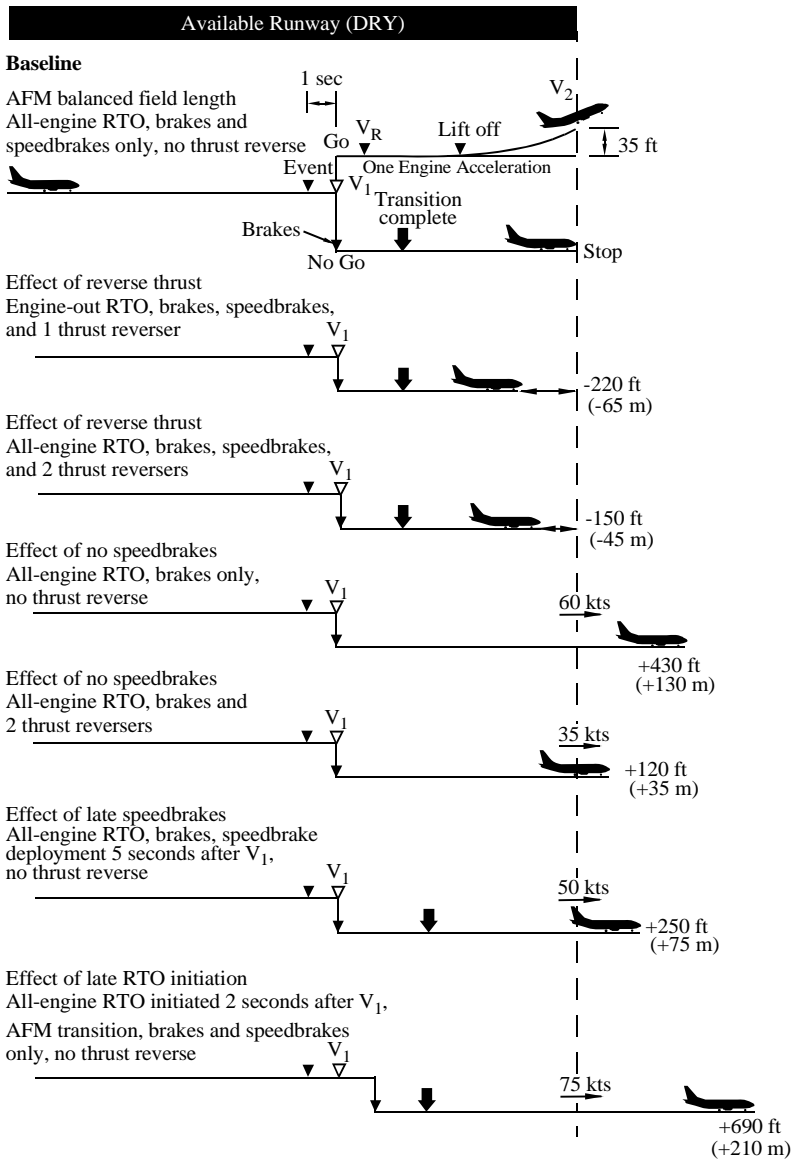 Available Runway (DRY)
Baseline
AFM balanced field length
All-engine RTO, brakes and
speedbrakes only, no thrust reverse
1 sec
Go
V_R
Lift off
V_2
35 ft
One Engine Acceleration
Event
V_1
Transition
complete
Brakes
No Go
Stop
Effect of reverse thrust
Engine-out RTO, brakes, speedbrakes,
and 1 thrust reverser
V_1
-220 ft
(-65 m)
Effect of reverse thrust
All-engine RTO, brakes, speedbrakes,
and 2 thrust reversers
V_1
-150 ft
(-45 m)
Effect of no speedbrakes
All-engine RTO, brakes only,
no thrust reverse
V_1
60 kts
+430 ft
(+130 m)
Effect of no speedbrakes
All-engine RTO, brakes and
2 thrust reversers
V_1
35 kts
+120 ft
(+35 m)
Effect of late speedbrakes
All-engine RTO, brakes, speedbrake
deployment 5 seconds after V_1,
no thrust reverse
V_1
50 kts
+250 ft
(+75 m)
Effect of late RTO initiation
All-engine RTO initiated 2 seconds after V_1,
AFM transition, brakes and speedbrakes
only, no thrust reverse
V_1
75 kts
+690 ft
(+210 m)